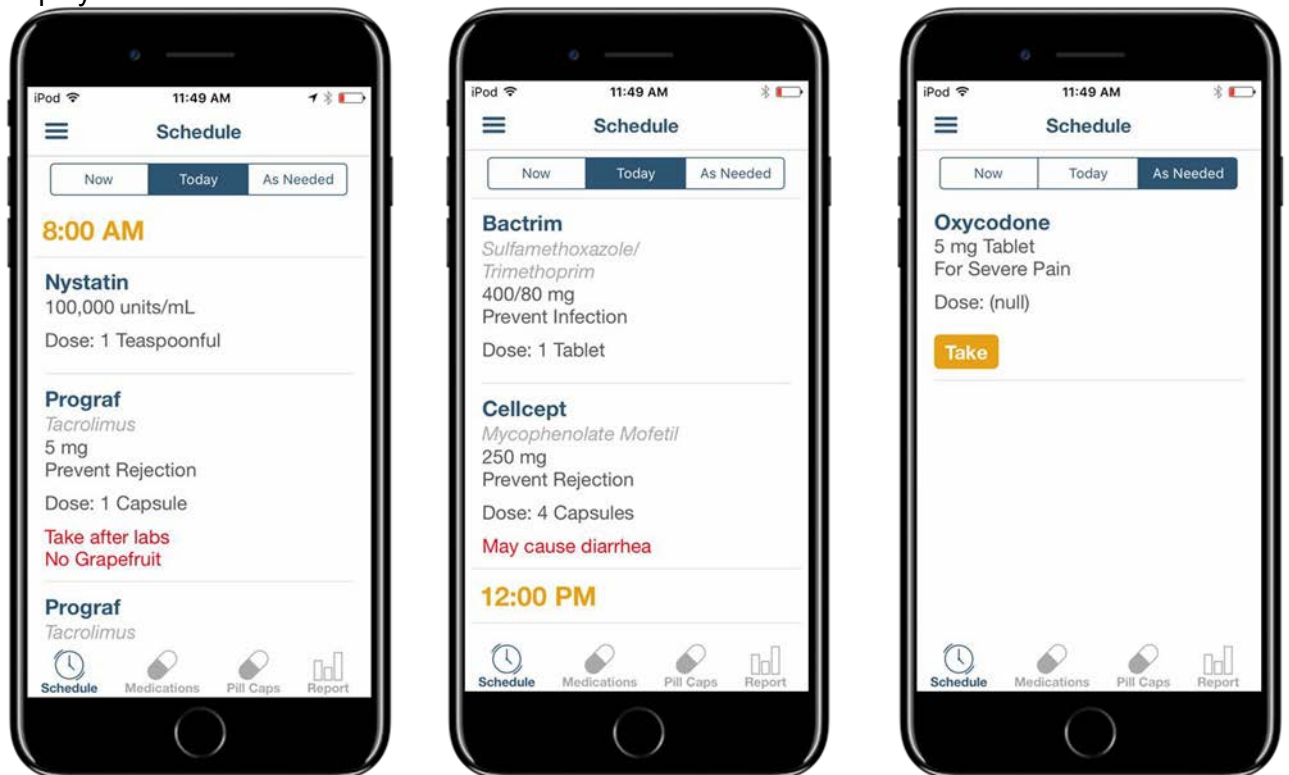 iPod 11:49 AM
Schedule
Now Today As Needed
8:00 AM
Nystatin
100,000 units/mL
Dose: 1 Teaspoonful
Prograf
Tacrolimus
5 mg
Prevent Rejection
Dose: 1 Capsule
Take after labs
No Grapefruit
Prograf
Tacrolimus
Schedule Medications Pill Caps Report
iPod 11:49 AM
Schedule
Now Today As Needed
Bactrim
Sulfamethoxazole/
Trimethoprim
400/80 mg
Prevent Infection
Dose: 1 Tablet
Cellcept
Mycophenolate Mofetil
250 mg
Prevent Rejection
Dose: 4 Capsules
May cause diarrhea
12:00 PM
Schedule Medications Pill Caps Report
iPod 11:49 AM
Schedule
Now Today As Needed
Oxycodone
5 mg Tablet
For Severe Pain
Dose: (null)
Take
Schedule Medications Pill Caps Report